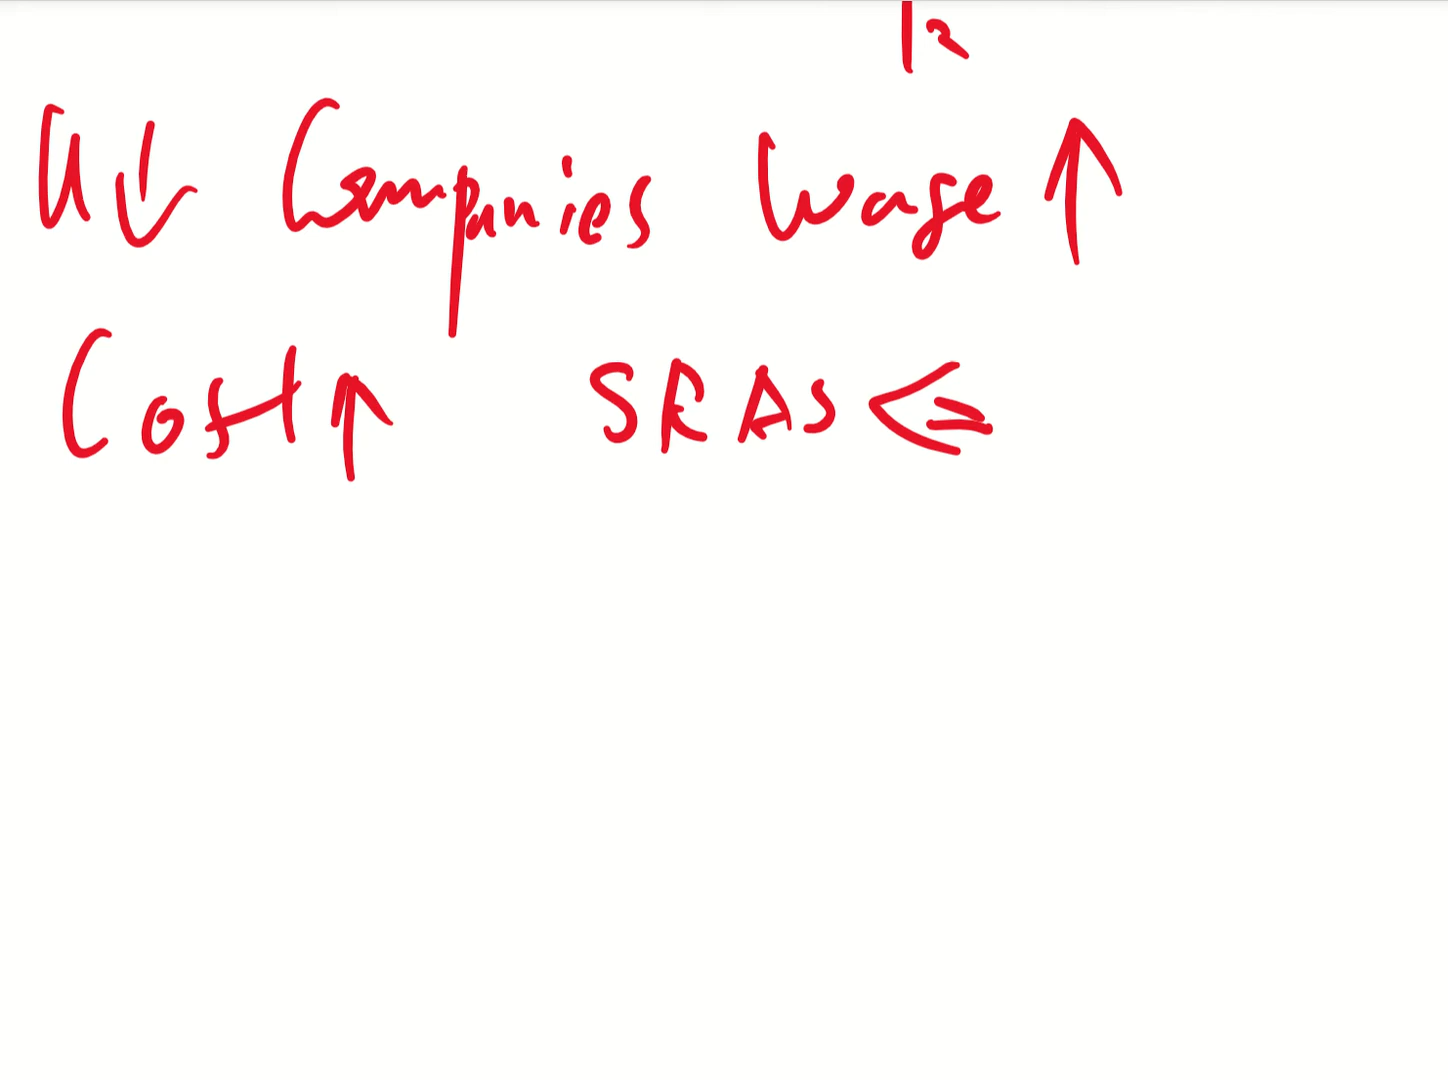 U↓ Companies Wage ↑
Cost↑ SRAS ⇐